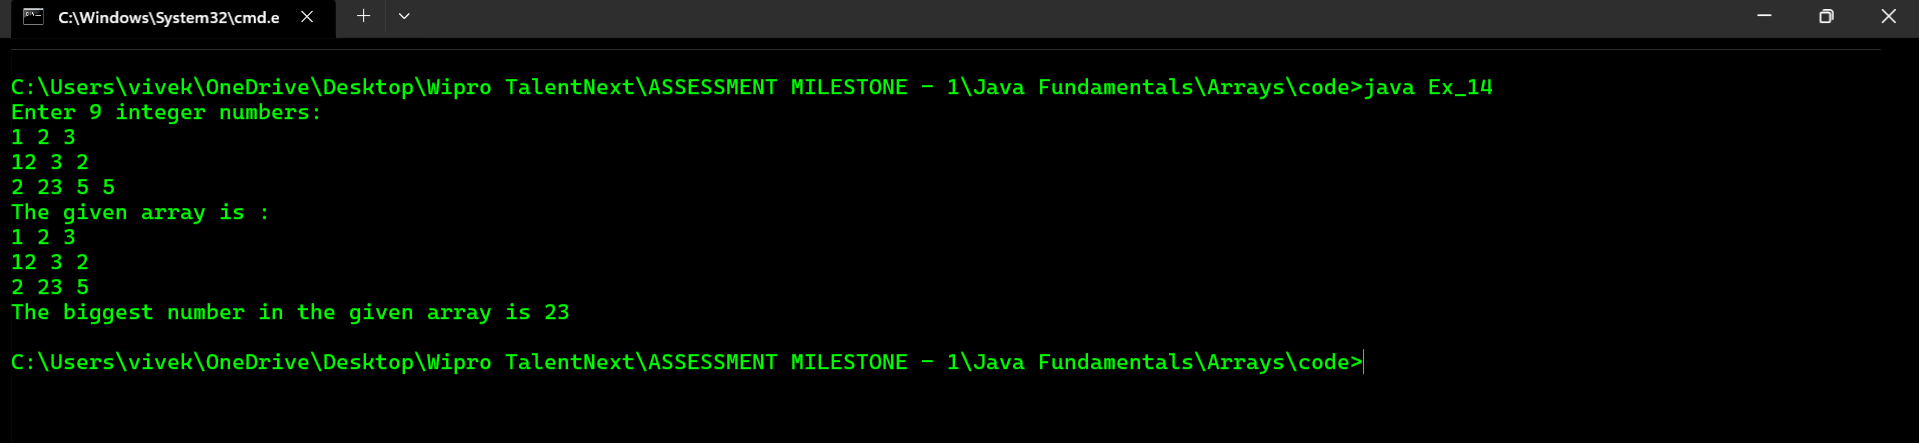 C:\Windows\System32\cmd.e
C:\Users\vivek\OneDrive\Desktop\Wipro TalentNext\ASSESSMENT MILESTONE - 1\Java Fundamentals\Arrays\code>java Ex_14
Enter 9 integer numbers:
1 2 3
12 3 2
2 23 5 5
The given array is :
1 2 3
12 3 2
2 23 5
The biggest number in the given array is 23
C:\Users\vivek\OneDrive\Desktop\Wipro TalentNext\ASSESSMENT MILESTONE - 1\Java Fundamentals\Arrays\code>